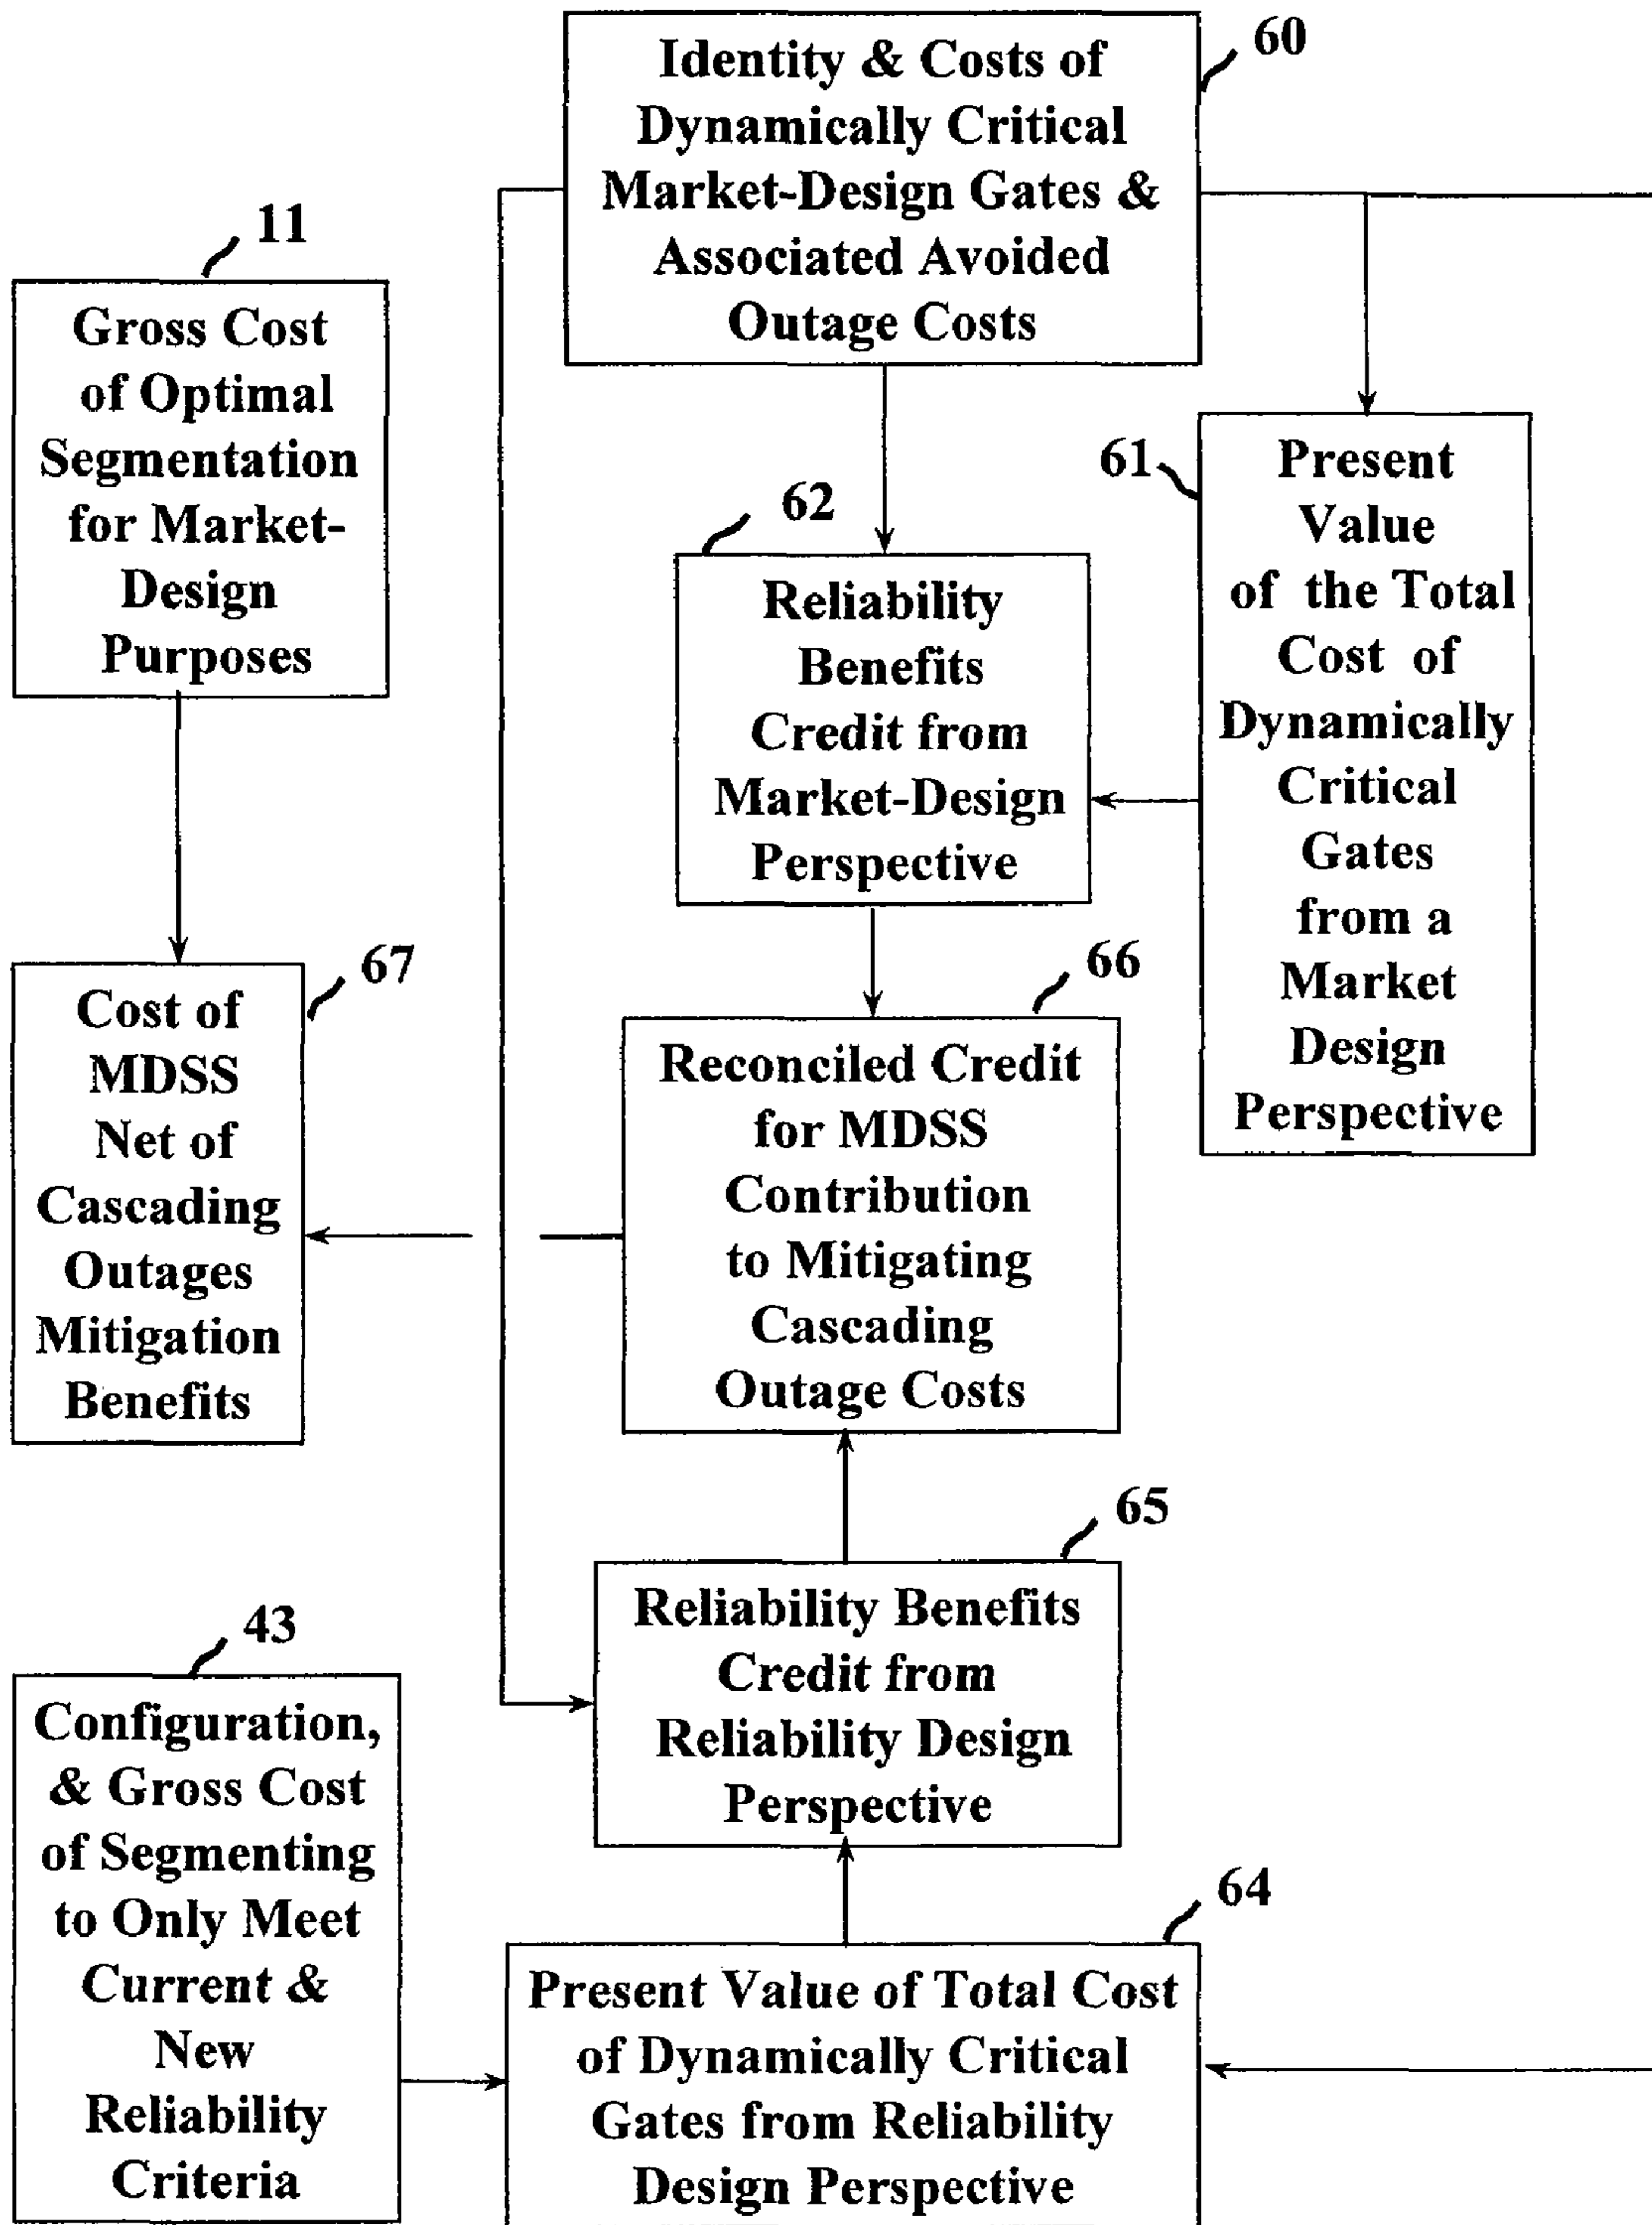 60
Identity & Costs of
Dynamically Critical
Market-Design Gates &
Associated Avoided
Outage Costs
11
Gross Cost
of Optimal
Segmentation
for Market-
Design
Purposes
61
Present
Value
of the Total
Cost of
Dynamically
Critical
Gates
from a
Market
Design
Perspective
62
Reliability
Benefits
Credit from
Market-Design
Perspective
67
Cost of
MDSS
Net of
Cascading
Outages
Mitigation
Benefits
66
Reconciled Credit
for MDSS
Contribution
to Mitigating
Cascading
Outage Costs
65
Reliability Benefits
Credit from
Reliability Design
Perspective
43
Configuration,
& Gross Cost
of Segmenting
to Only Meet
Current &
New
Reliability
Criteria
64
Present Value of Total Cost
of Dynamically Critical
Gates from Reliability
Design Perspective